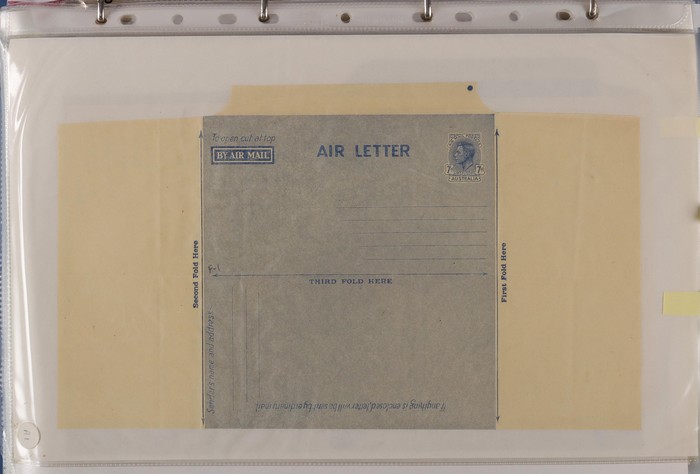 To open cut at top
BY AIR MAIL
AIR LETTER
AUSTRALIA
Second Fold Here
First Fold Here
THIRD FOLD HERE
Sender's name and address
If anything is enclosed, letter will be sent by ordinary mail